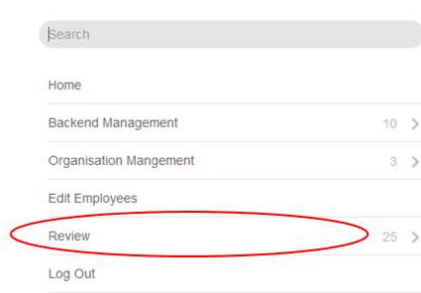 Search
Home
Backend Management 10
Organisation Mangement 3
Edit Employees
Review 25
Log Out